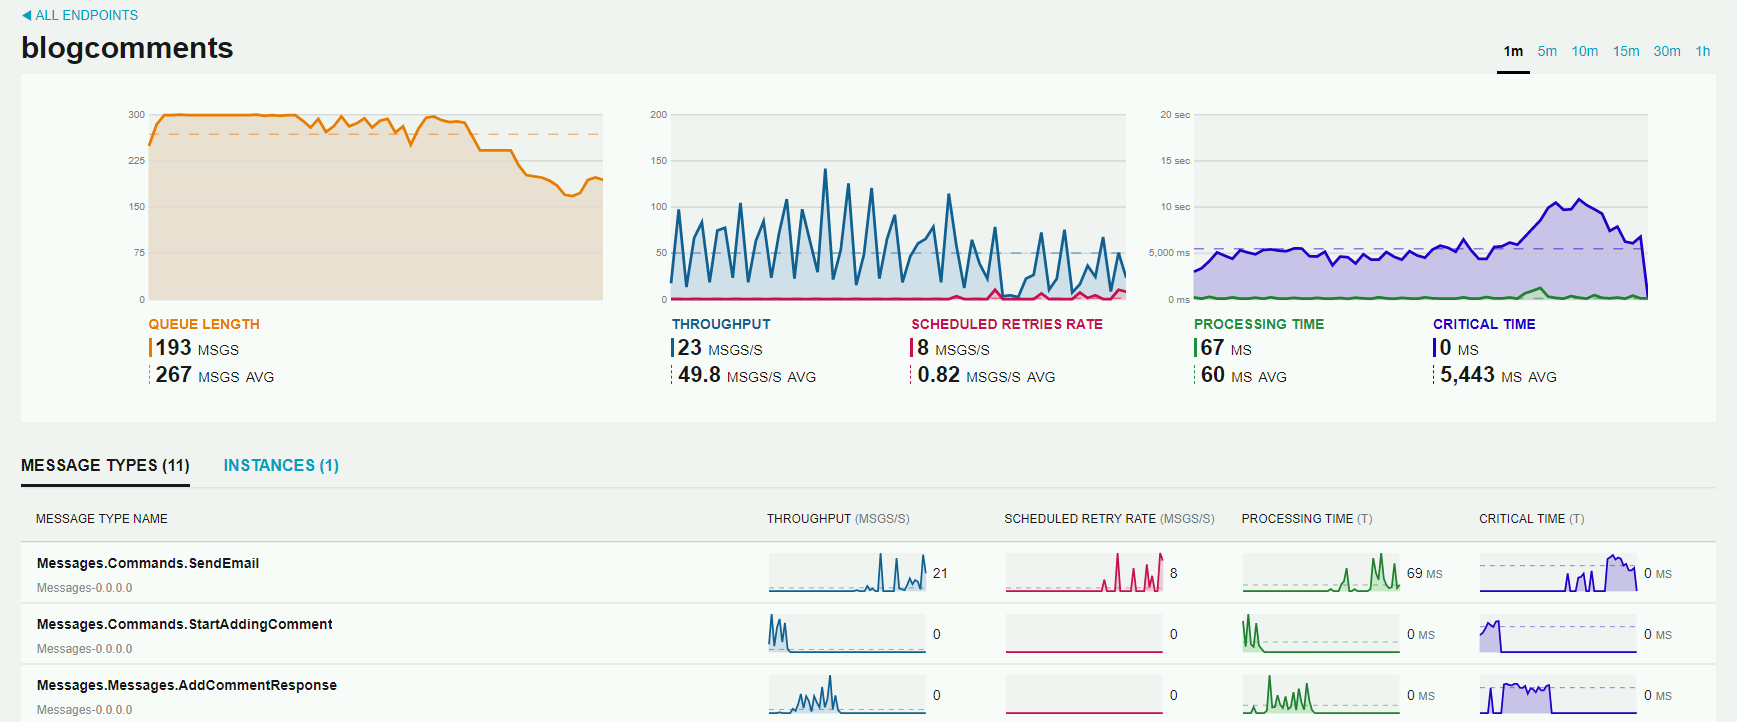 ◀ ALL ENDPOINTS
blogcomments
1m 5m 10m 15m 30m 1h
300
225
150
75
0
QUEUE LENGTH
193 MSGS
267 MSGS AVG
200
150
100
50
0
THROUGHPUT
23 MSGS/S
49.8 MSGS/S AVG
SCHEDULED RETRIES RATE
8 MSGS/S
0.82 MSGS/S AVG
20 sec
15 sec
10 sec
5,000 ms
0 ms
PROCESSING TIME
67 MS
60 MS AVG
CRITICAL TIME
0 MS
5,443 MS AVG
MESSAGE TYPES (11) INSTANCES (1)
MESSAGE TYPE NAME THROUGHPUT (MSGS/S) SCHEDULED RETRY RATE (MSGS/S) PROCESSING TIME (T) CRITICAL TIME (T)
Messages.Commands.SendEmail 21 8 69 MS 0 MS
Messages-0.0.0.0
Messages.Commands.StartAddingComment 0 0 0 MS 0 MS
Messages-0.0.0.0
Messages.Messages.AddCommentResponse 0 0 0 MS 0 MS
Messages-0.0.0.0